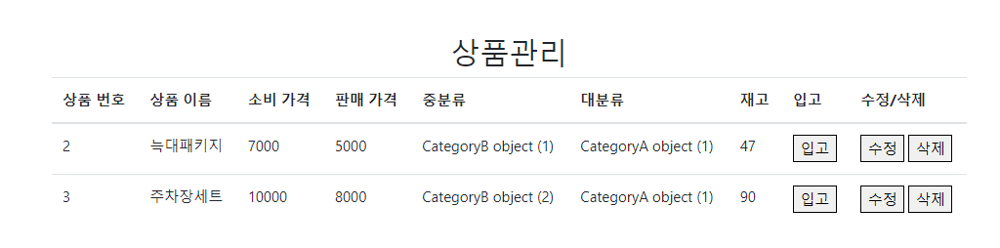 상품관리
상품 번호 상품 이름 소비 가격 판매 가격 중분류 대분류 재고 입고 수정/삭제
2 늑대패키지 7000 5000 CategoryB object (1) CategoryA object (1) 47 입고 수정 삭제
3 주차장세트 10000 8000 CategoryB object (2) CategoryA object (1) 90 입고 수정 삭제